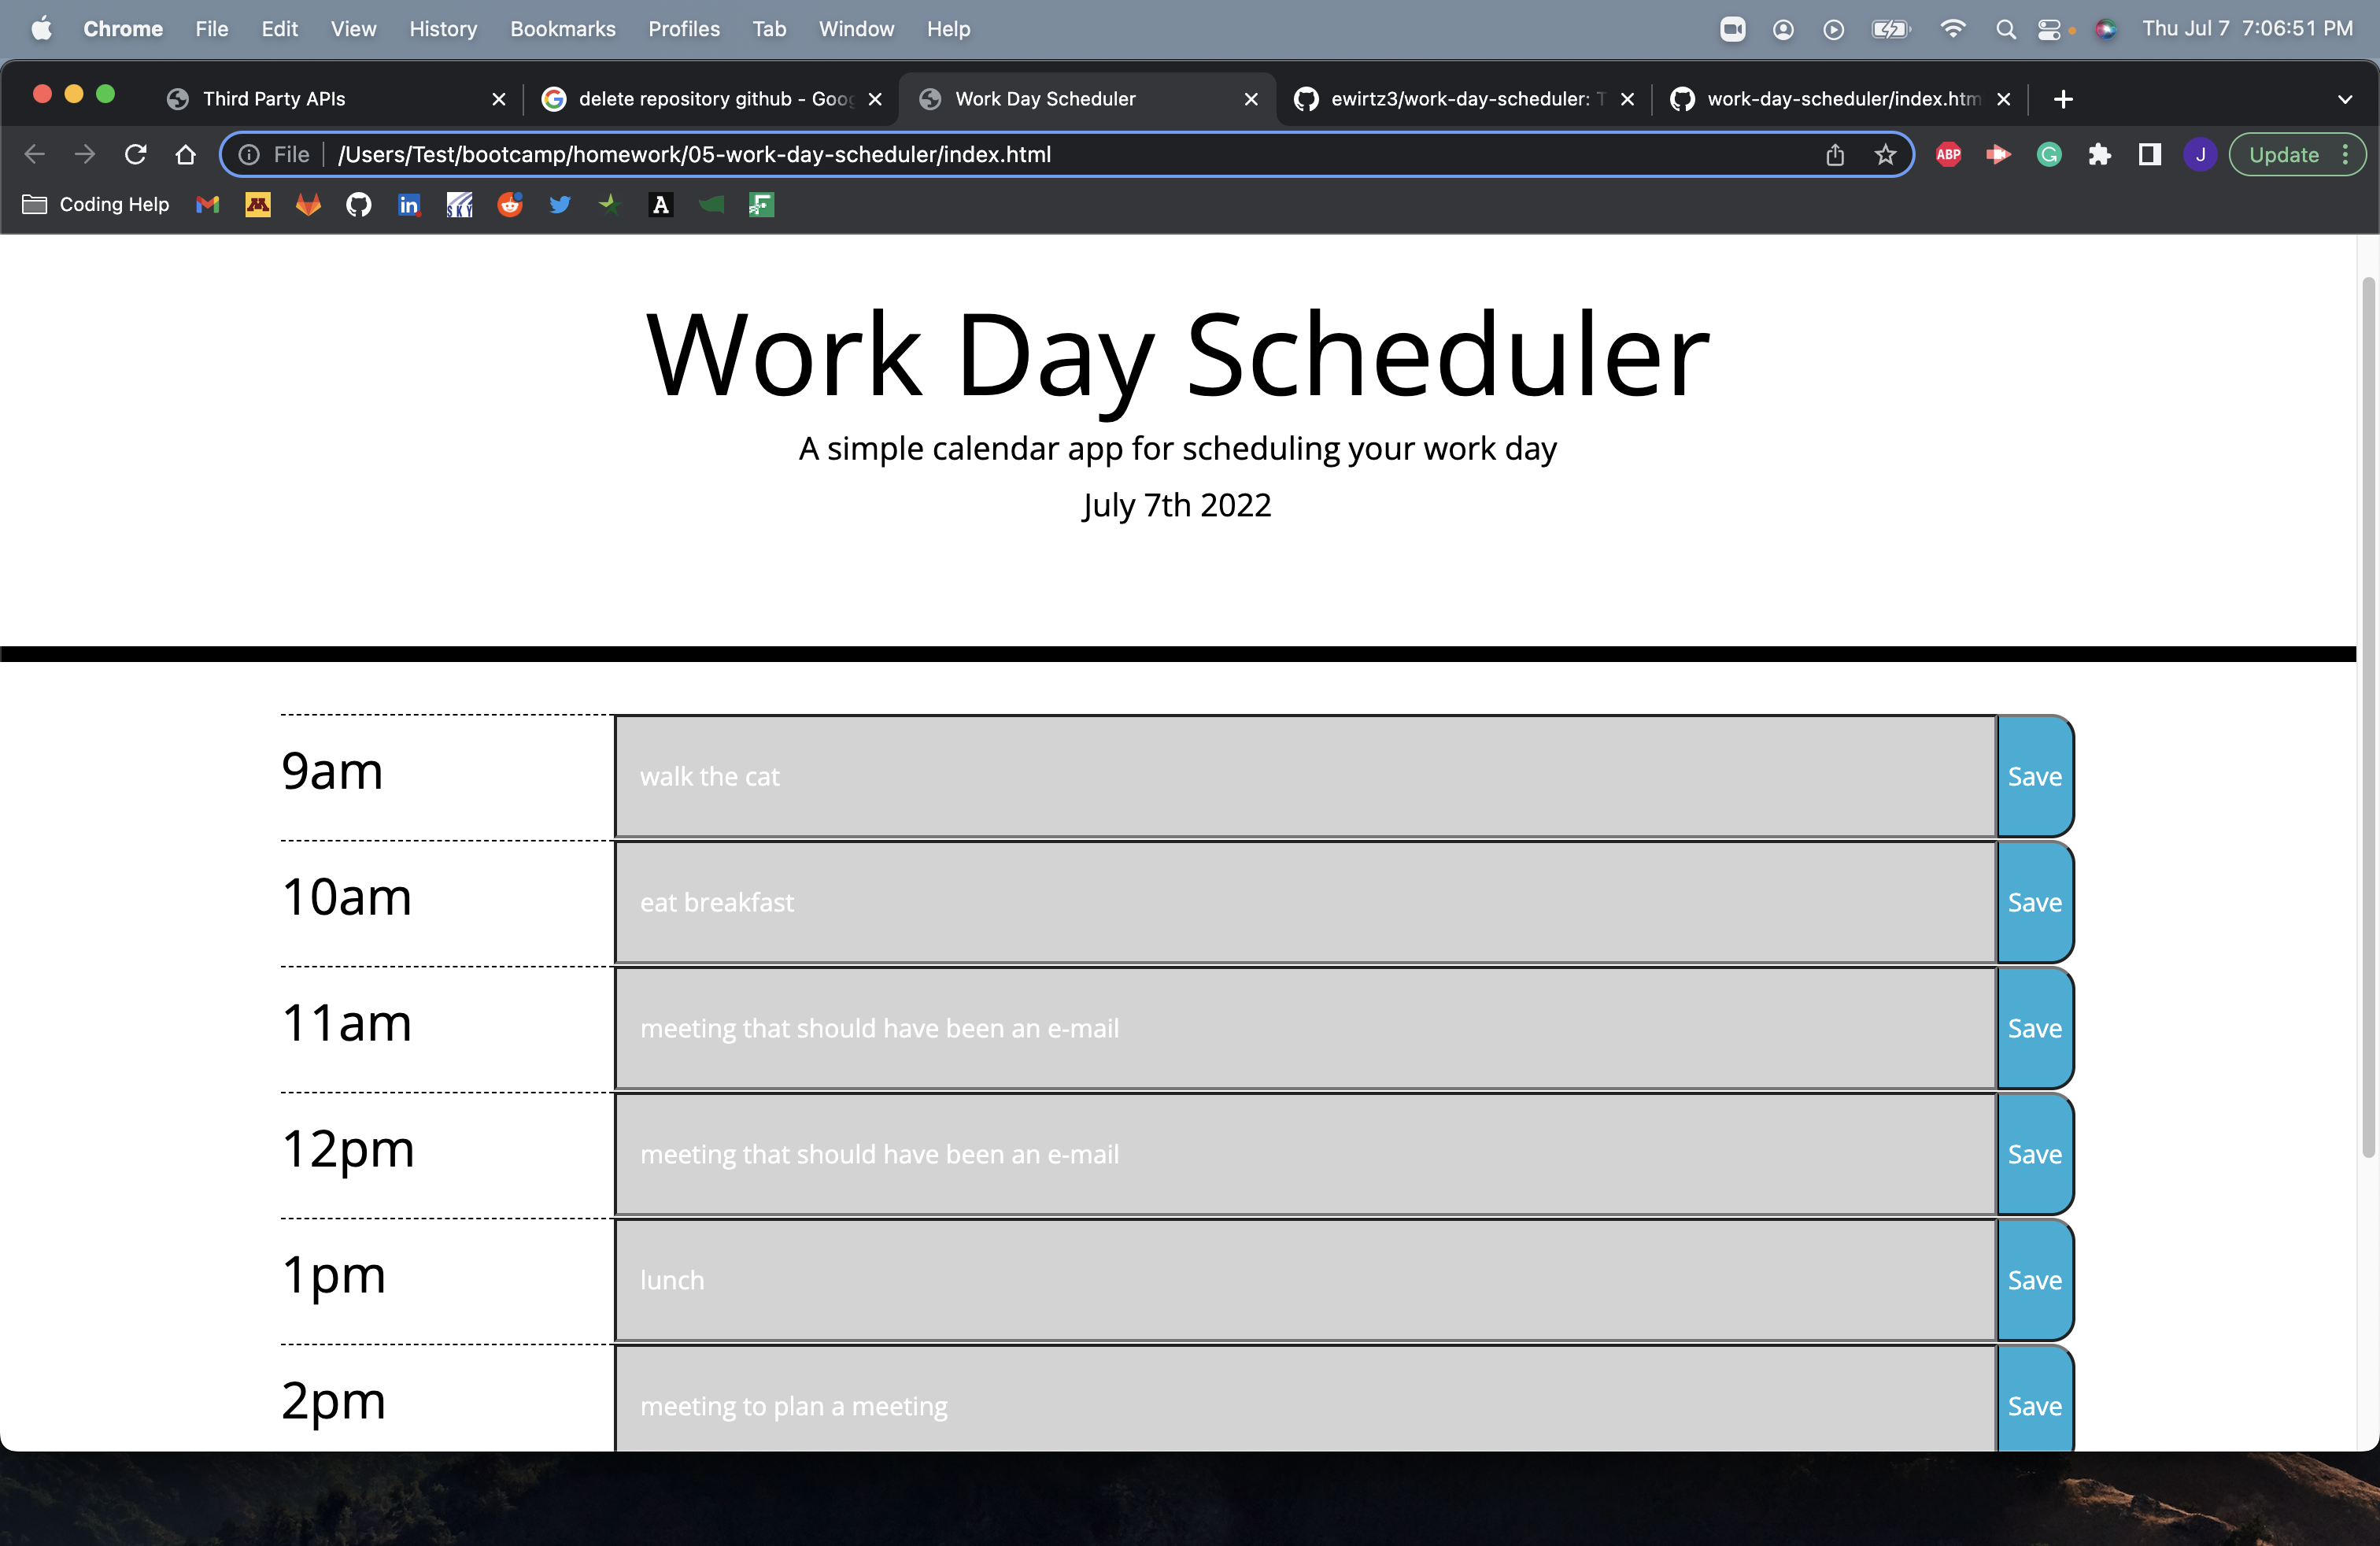 Chrome File Edit View History Bookmarks Profiles Tab Window Help Thu Jul 7 7:06:51 PM
Third Party APIs delete repository github - Goog Work Day Scheduler ewirtz3/work-day-scheduler: T work-day-scheduler/index.htm
File /Users/Test/bootcamp/homework/05-work-day-scheduler/index.html ABP G J Update
Coding Help M in SKY A
Work Day Scheduler
A simple calendar app for scheduling your work day
July 7th 2022
9am walk the cat Save
10am eat breakfast Save
11am meeting that should have been an e-mail Save
12pm meeting that should have been an e-mail Save
1pm lunch Save
2pm meeting to plan a meeting Save